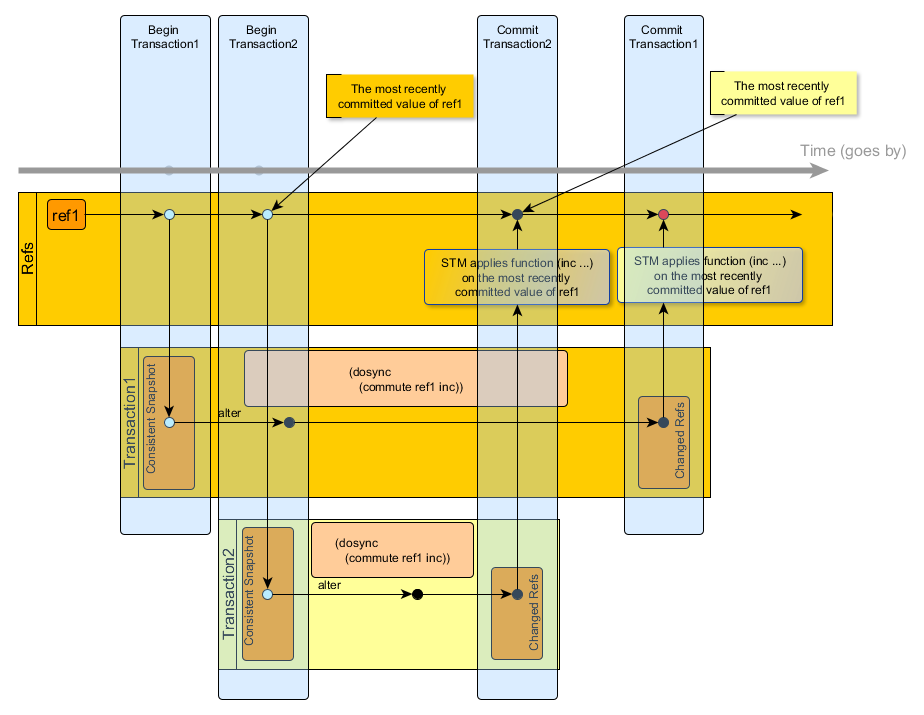 Begin
Transaction1
Begin
Transaction2
Commit
Transaction2
Commit
Transaction1
The most recently
committed value of ref1
The most recently
committed value of ref1
Time (goes by)
Refs
ref1
STM applies function (inc ...)
on the most recently
committed value of ref1
STM applies function (inc ...)
on the most recently
committed value of ref1
Transaction1
Consistent Snapshot
(dosync
(commute ref1 inc))
alter
Changed Refs
Transaction2
Consistent Snapshot
(dosync
(commute ref1 inc))
alter
Changed Refs